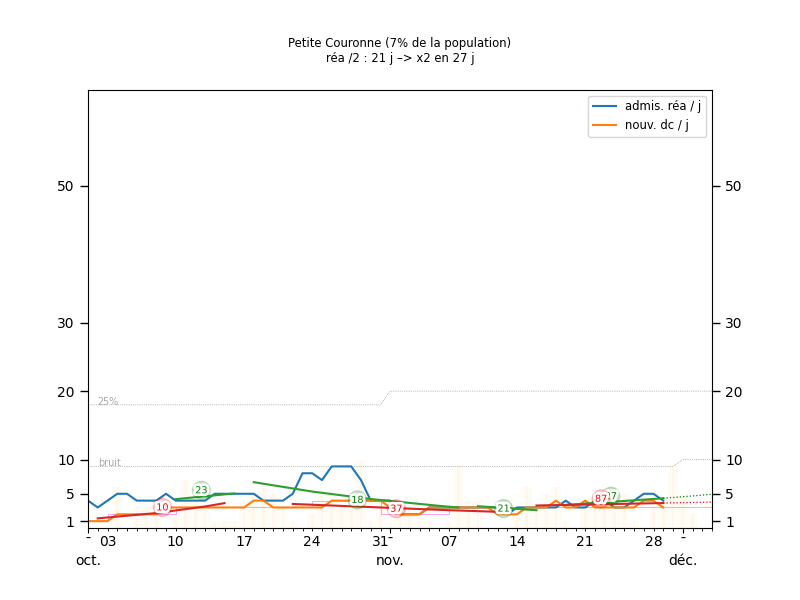 Petite Couronne (7% de la population)
réa /2 : 21 j –> x2 en 27 j
admis. réa / j
nouv. dc / j
50 50
30 30
20 20
25%
10 10
bruit
5 5
1 1
23
10
18
37
21
87
- 03 10 17 24 31 - 07 14 21 28 -
oct. nov. déc.